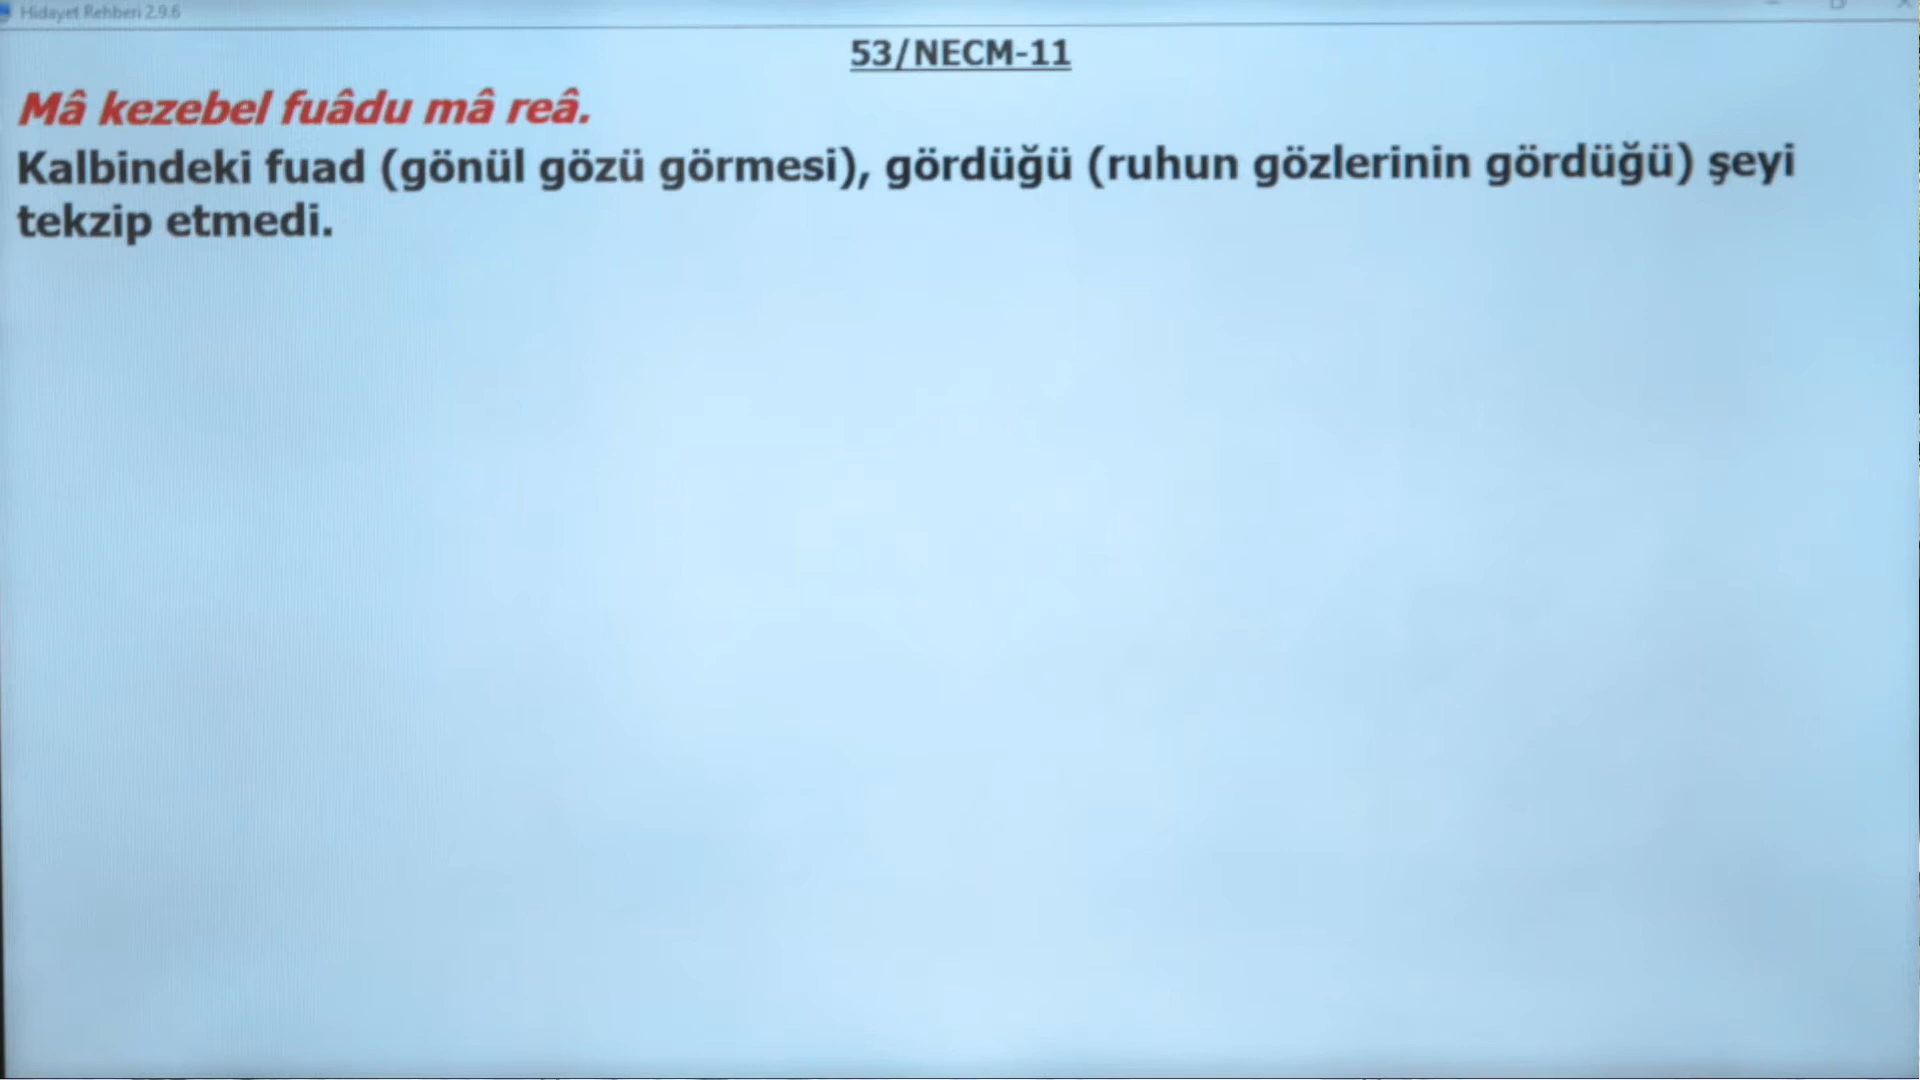 Hidayet Rehberi 2.9.6
53/NECM-11
Mâ kezebel fuâdu mâ reâ.
Kalbindeki fuad (gönül gözü görmesi), gördüğü (ruhun gözlerinin gördüğü) şeyi
tekzip etmedi.